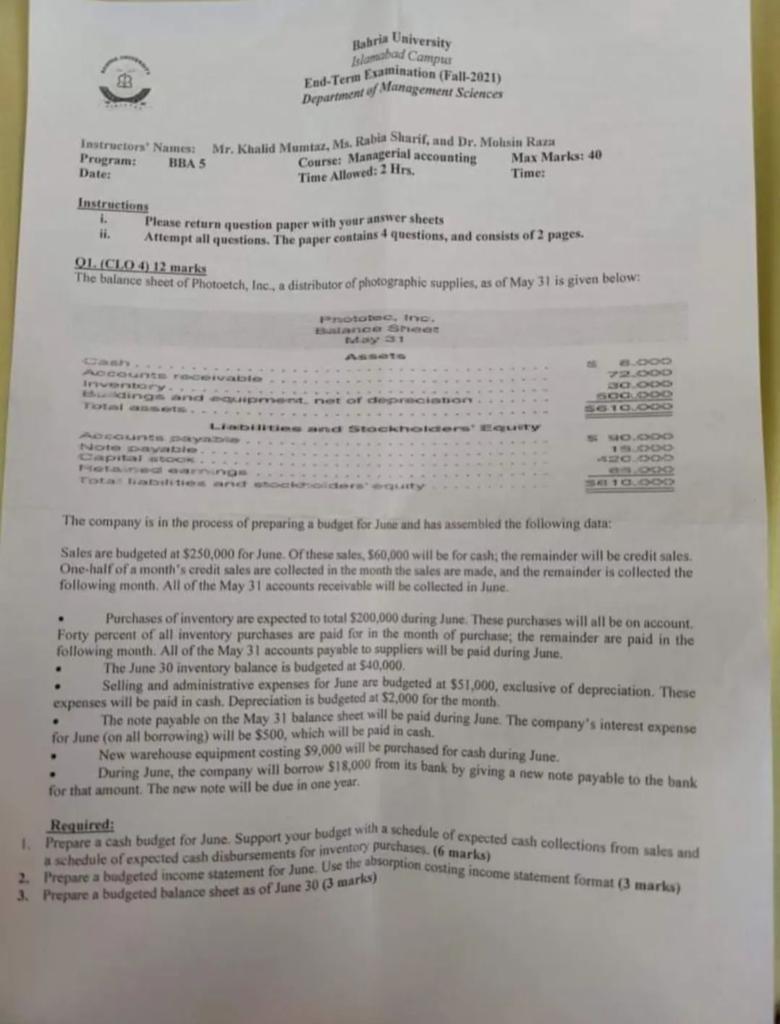 Bahria University
Islamabad Campus
End-Term Examination (Fall-2021)
Department of Management Sciences
Instructors' Names: Mr. Khalid Mumtaz, Ms. Rabia Sharif, and Dr. Mohsin Raza
Program: BBA 5 Course: Managerial accounting Max Marks: 40
Date: Time Allowed: 2 Hrs. Time:
Instructions
i. Please return question paper with your answer sheets
ii. Attempt all questions. The paper contains 4 questions, and consists of 2 pages.
Q1. (CLO 4) 12 marks
The balance sheet of Photoetch, Inc., a distributor of photographic supplies, as of May 31 is given below:
Phototec, Inc.
Balance Sheet
May 31
Assets
Cash $ 8,000
Accounts receivable 72,000
Inventory 30,000
Buildings and equipment, net of depreciation 500,000
Total assets $610,000
Liabilities and Stockholders' Equity
Accounts payable $ 90,000
Note payable 15,000
Capital stock 420,000
Retained earnings 85,000
Total liabilities and stockholders' equity $610,000
The company is in the process of preparing a budget for June and has assembled the following data:
Sales are budgeted at $250,000 for June. Of these sales, $60,000 will be for cash; the remainder will be credit sales.
One-half of a month's credit sales are collected in the month the sales are made, and the remainder is collected the
following month. All of the May 31 accounts receivable will be collected in June.
• Purchases of inventory are expected to total $200,000 during June. These purchases will all be on account.
Forty percent of all inventory purchases are paid for in the month of purchase; the remainder are paid in the
following month. All of the May 31 accounts payable to suppliers will be paid during June.
• The June 30 inventory balance is budgeted at $40,000.
• Selling and administrative expenses for June are budgeted at $51,000, exclusive of depreciation. These
expenses will be paid in cash. Depreciation is budgeted at $2,000 for the month.
• The note payable on the May 31 balance sheet will be paid during June. The company's interest expense
for June (on all borrowing) will be $500, which will be paid in cash.
• New warehouse equipment costing $9,000 will be purchased for cash during June.
• During June, the company will borrow $18,000 from its bank by giving a new note payable to the bank
for that amount. The new note will be due in one year.
Required:
1. Prepare a cash budget for June. Support your budget with a schedule of expected cash collections from sales and
a schedule of expected cash disbursements for inventory purchases. (6 marks)
2. Prepare a budgeted income statement for June. Use the absorption costing income statement format (3 marks)
3. Prepare a budgeted balance sheet as of June 30 (3 marks)